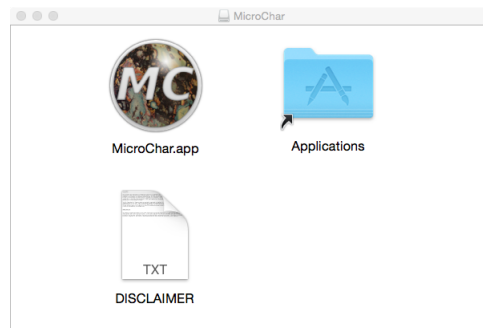 MicroChar
MC
MicroChar.app
Applications
TXT
DISCLAIMER